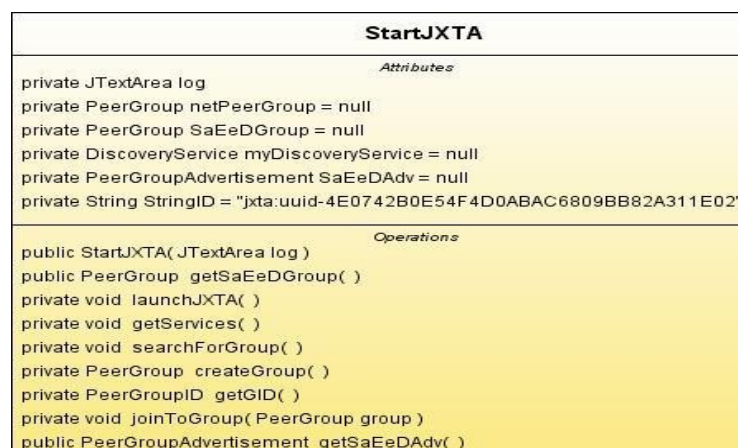 StartJXTA
Attributes
private JTextArea log
private PeerGroup netPeerGroup = null
private PeerGroup SaEeDGroup = null
private DiscoveryService myDiscoveryService = null
private PeerGroupAdvertisement SaEeDAdv = null
private String StringID = "jxta:uuid-4E0742B0E54F4D0ABAC6809BB82A311E02"
Operations
public StartJXTA( JTextArea log )
public PeerGroup getSaEeDGroup( )
private void launchJXTA( )
private void getServices( )
private void searchForGroup( )
private PeerGroup createGroup( )
private PeerGroupID getGID( )
private void joinToGroup( PeerGroup group )
public PeerGroupAdvertisement getSaEeDAdv( )